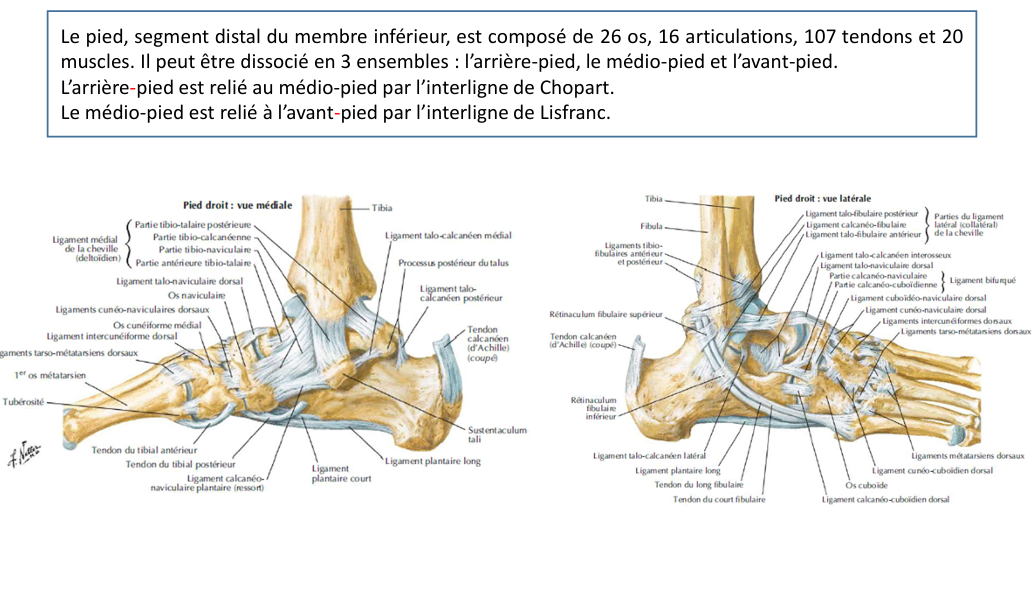 Le pied, segment distal du membre inférieur, est composé de 26 os, 16 articulations, 107 tendons et 20
muscles. Il peut être dissocié en 3 ensembles : l’arrière-pied, le médio-pied et l’avant-pied.
L’arrière-pied est relié au médio-pied par l’interligne de Chopart.
Le médio-pied est relié à l’avant-pied par l’interligne de Lisfranc.
Pied droit : vue médiale
Tibia
Partie tibio-talaire postérieure
Partie tibio-calcanéenne
Partie tibio-naviculaire
Partie antérieure tibio-talaire
Ligament médial
de la cheville
(deltoïdien)
Ligament talo-naviculaire dorsal
Os naviculaire
Ligaments cunéo-naviculaires dorsaux
Os cunéiforme médial
Ligament intercunéiforme dorsal
gaments tarso-métatarsiens dorsaux
1er os métatarsien
Tubérosité
Ligament talo-calcanéen médial
Processus postérieur du talus
Ligament talo-
calcanéen postérieur
Tendon
calcanéen
(d’Achille)
(coupé)
Sustentaculum
tali
Ligament plantaire long
Ligament
plantaire court
Tendon du tibial antérieur
Tendon du tibial postérieur
Ligament calcanéo-
naviculaire plantaire (ressort)
Pied droit : vue latérale
Tibia
Fibula
Ligaments tibio-
fibulaires antérieur
et postérieur
Rétinaculum fibulaire supérieur
Tendon calcanéen
(d’Achille) (coupé)
Rétinaculum
fibulaire
inférieur
Ligament talo-fibulaire postérieur
Ligament calcanéo-fibulaire
Ligament talo-fibulaire antérieur
Parties du ligament
latéral (collatéral)
de la cheville
Ligament talo-calcanéen interosseux
Ligament talo-naviculaire dorsal
Partie calcanéo-naviculaire
Partie calcanéo-cuboïdienne
Ligament bifurqué
Ligament cuboïdéo-naviculaire dorsal
Ligament cunéo-naviculaire dorsal
Ligaments intercunéiformes dorsaux
Ligaments tarso-métatarsiens dorsaux
Ligaments métatarsiens dorsaux
Ligament cunéo-cuboïdien dorsal
Os cuboïde
Ligament calcanéo-cuboïdien dorsal
Ligament talo-calcanéen latéral
Ligament plantaire long
Tendon du long fibulaire
Tendon du court fibulaire